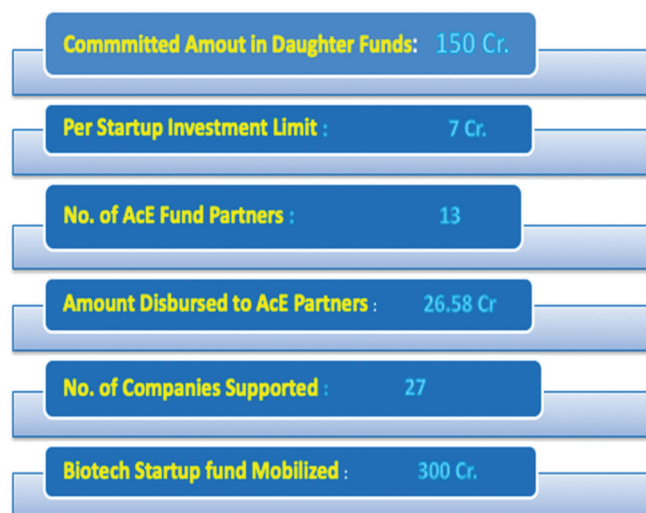 Commmitted Amout in Daughter Funds: 150 Cr.
Per Startup Investment Limit : 7 Cr.
No. of AcE Fund Partners : 13
Amount Disbursed to AcE Partners : 26.58 Cr
No. of Companies Supported : 27
Biotech Startup fund Mobilized : 300 Cr.